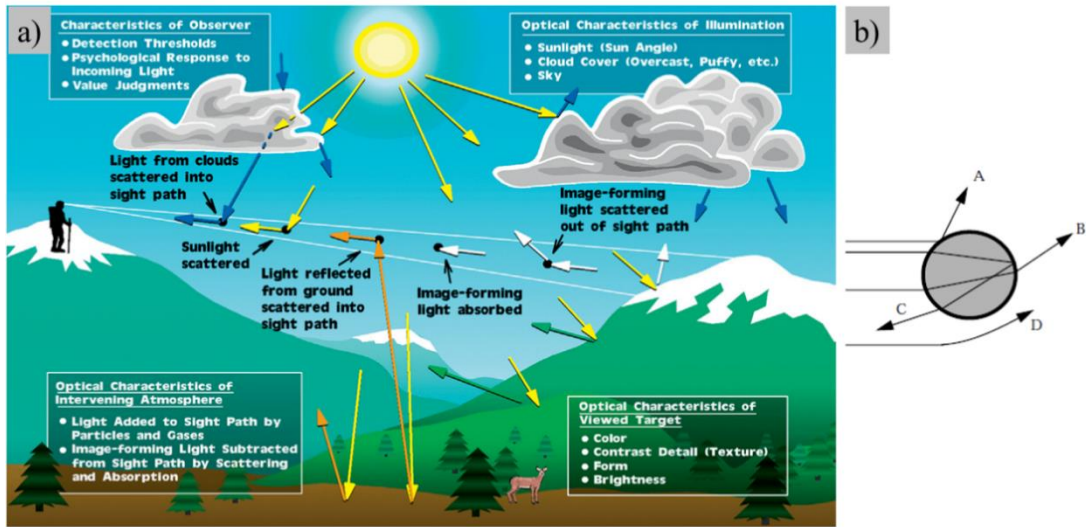 a)
Characteristics of Observer
● Detection Thresholds
● Psychological Response to
Incoming Light
● Value Judgments
Optical Characteristics of Illumination
● Sunlight (Sun Angle)
● Cloud Cover (Overcast, Puffy, etc.)
● Sky
Light from clouds
scattered into
sight path
Sunlight
scattered
Light reflected
from ground
scattered into
sight path
Image-forming
light absorbed
Image-forming
light scattered
out of sight path
Optical Characteristics of
Intervening Atmosphere
● Light Added to Sight Path by
Particles and Gases
● Image-forming Light Subtracted
from Sight Path by Scattering
and Absorption
Optical Characteristics of
Viewed Target
● Color
● Contrast Detail (Texture)
● Form
● Brightness
b)
A
B
C
D